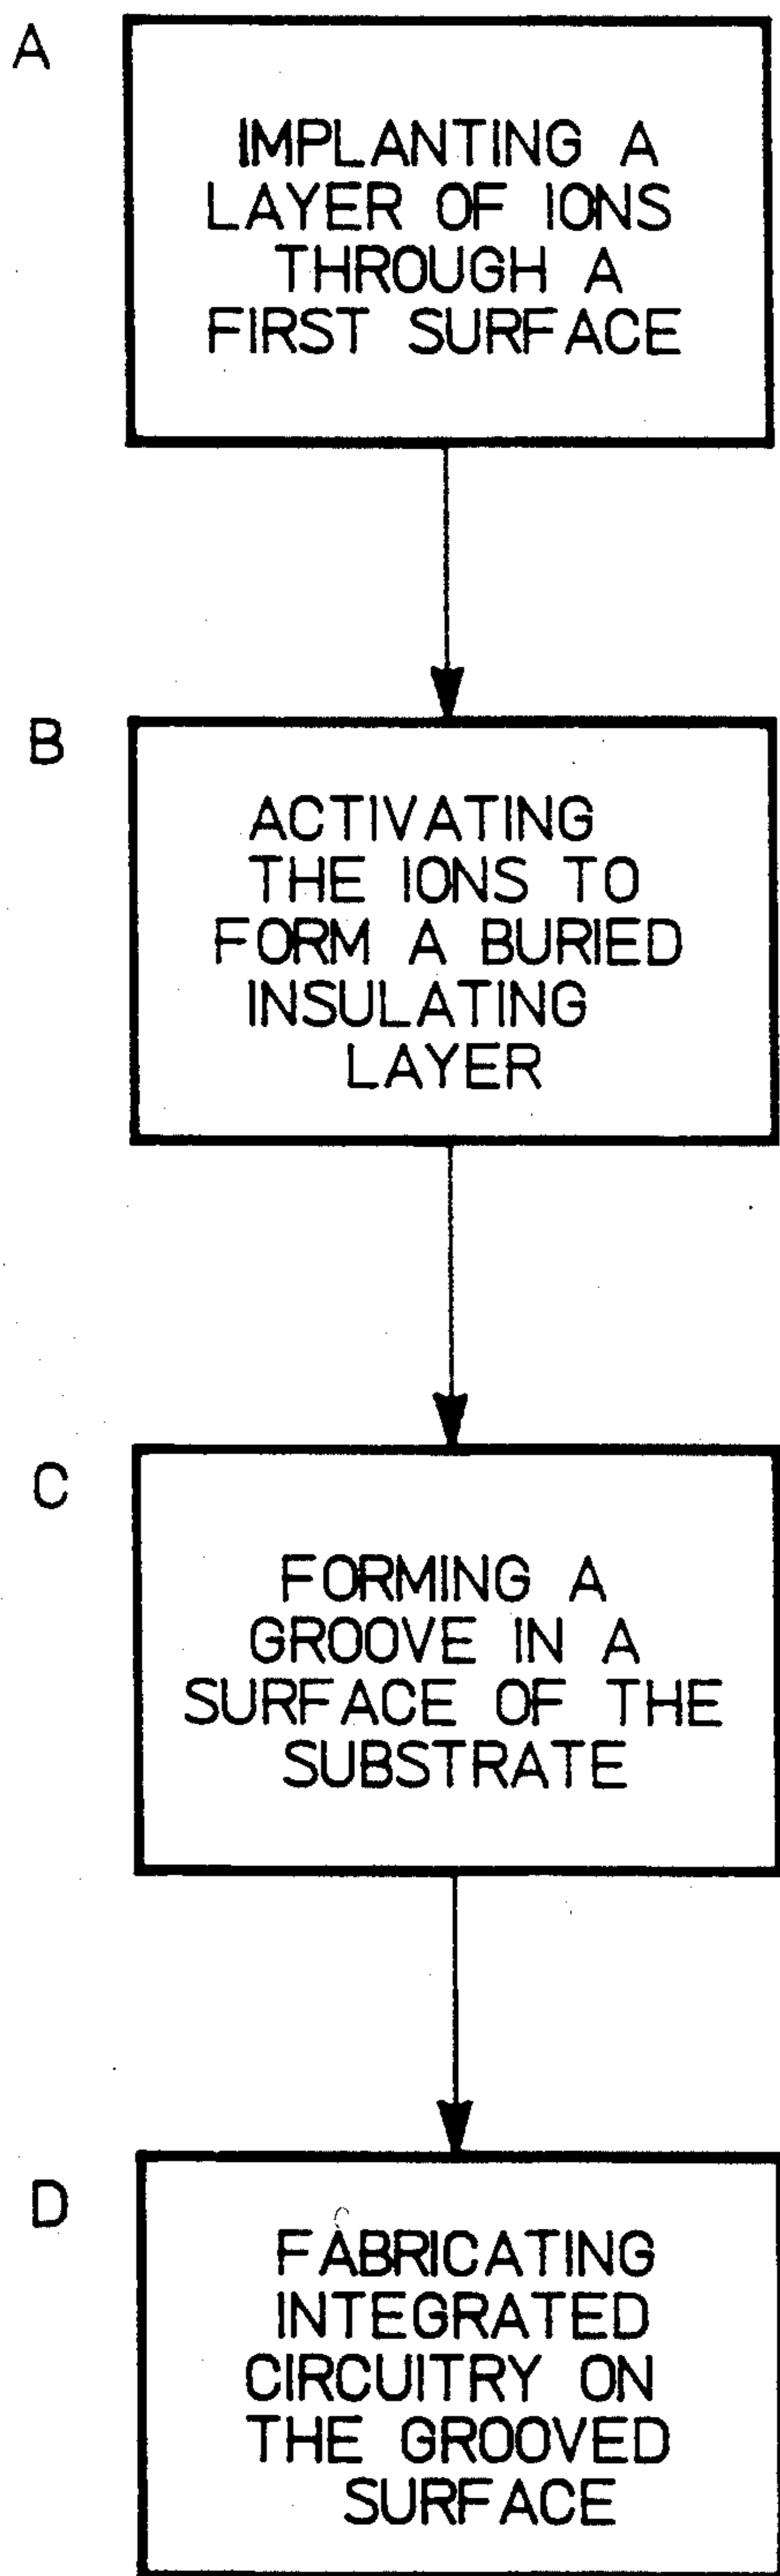 A
IMPLANTING A
LAYER OF IONS
THROUGH A
FIRST SURFACE
B
ACTIVATING
THE IONS TO
FORM A BURIED
INSULATING
LAYER
C
FORMING A
GROOVE IN A
SURFACE OF THE
SUBSTRATE
D
FABRICATING
INTEGRATED
CIRCUITRY ON
THE GROOVED
SURFACE